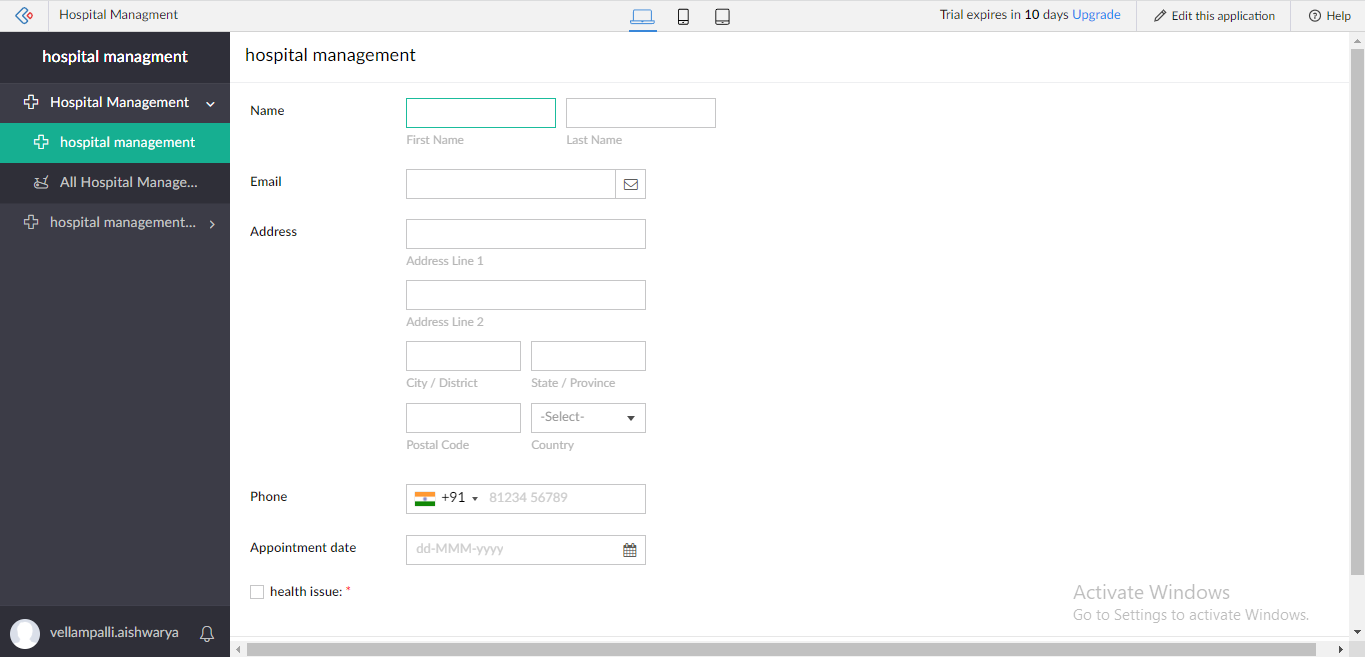 Hospital Managment
Trial expires in 10 days Upgrade
Edit this application
Help
hospital managment
Hospital Management
hospital management
All Hospital Manage...
hospital management...
vellampalli.aishwarya
hospital management
Name
First Name
Last Name
Email
Address
Address Line 1
Address Line 2
City / District
State / Province
-Select-
Postal Code
Country
Phone
+91
81234 56789
Appointment date
dd-MMM-yyyy
health issue: *
Activate Windows
Go to Settings to activate Windows.